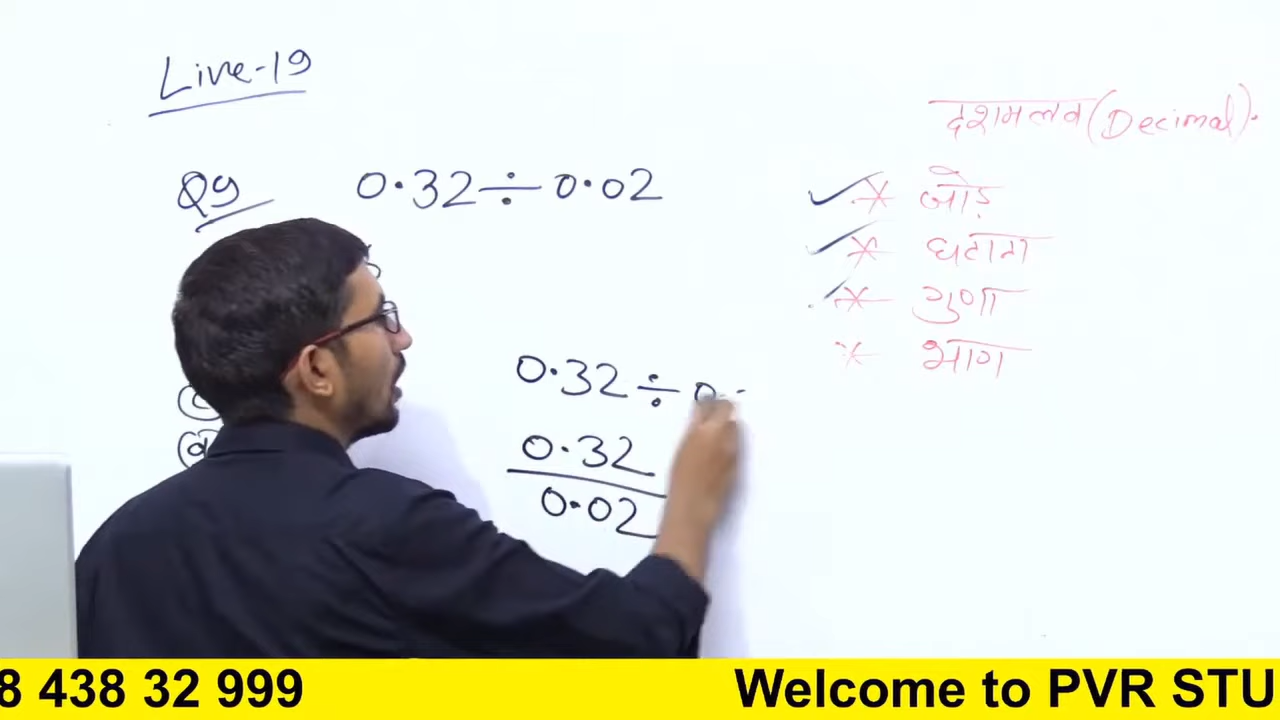 Live-19
दशमलव (Decimal).
Q9 0.32 ÷ 0.02
* जोड़
* घटाना
* गुणा
* भाग
0.32 ÷ 0.
0.32
0.02
8 438 32 999 Welcome to PVR STU